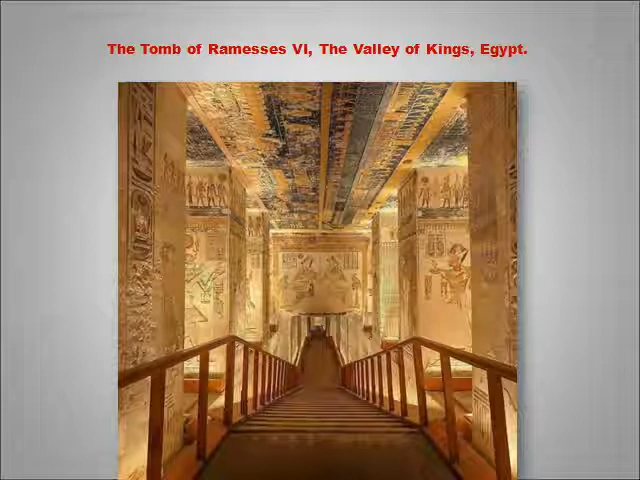 The Tomb of Ramesses VI, The Valley of Kings, Egypt.